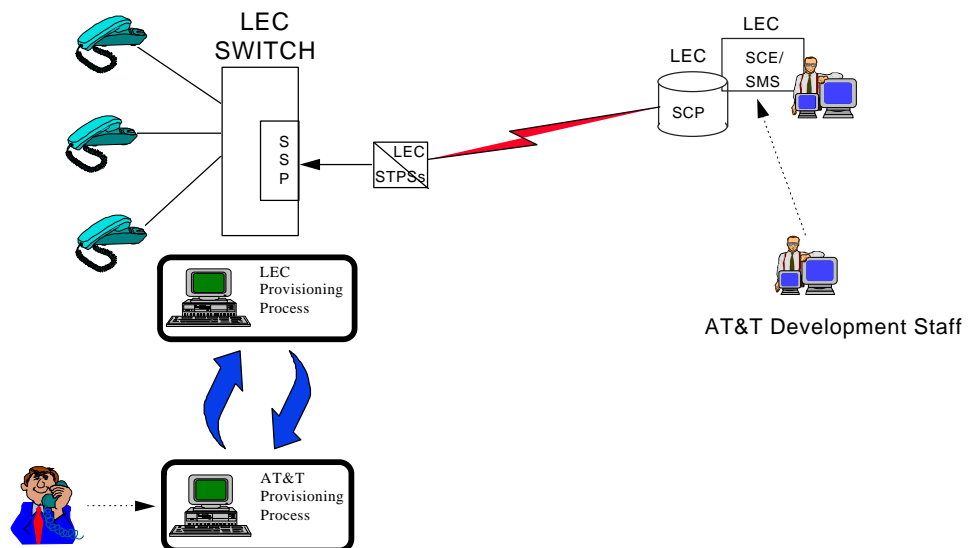 LEC
SWITCH
S
S
P
LEC
STPSs
LEC
SCP
LEC
SCE/
SMS
AT&T Development Staff
LEC
Provisioning
Process
AT&T
Provisioning
Process